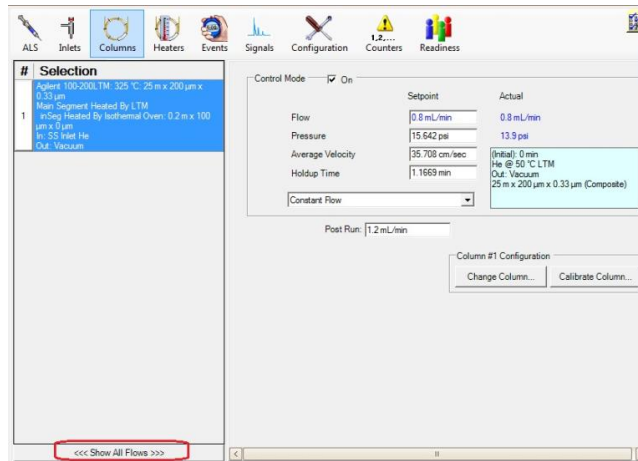 ALS Inlets Columns Heaters Events Signals Configuration Counters Readiness
1,2,...
# Selection
1
Agilent 100-200LTM: 325 °C: 25 m x 200 µm x
0.33 µm
Main Segment Heated By LTM
inSeg Heated By Isothermal Oven: 0.2 m x 100
µm x 0 µm
In: SS Inlet He
Out: Vacuum
<<< Show All Flows >>>
Control Mode On
Setpoint Actual
Flow 0.8 mL/min 0.8 mL/min
Pressure 15.642 psi 13.9 psi
Average Velocity 35.708 cm/sec
Holdup Time 1.1669 min
(Initial): 0 min
He @ 50 °C LTM
Out: Vacuum
25 m x 200 µm x 0.33 µm (Composite)
Constant Flow
Post Run: 1.2 mL/min
Column #1 Configuration
Change Column... Calibrate Column...